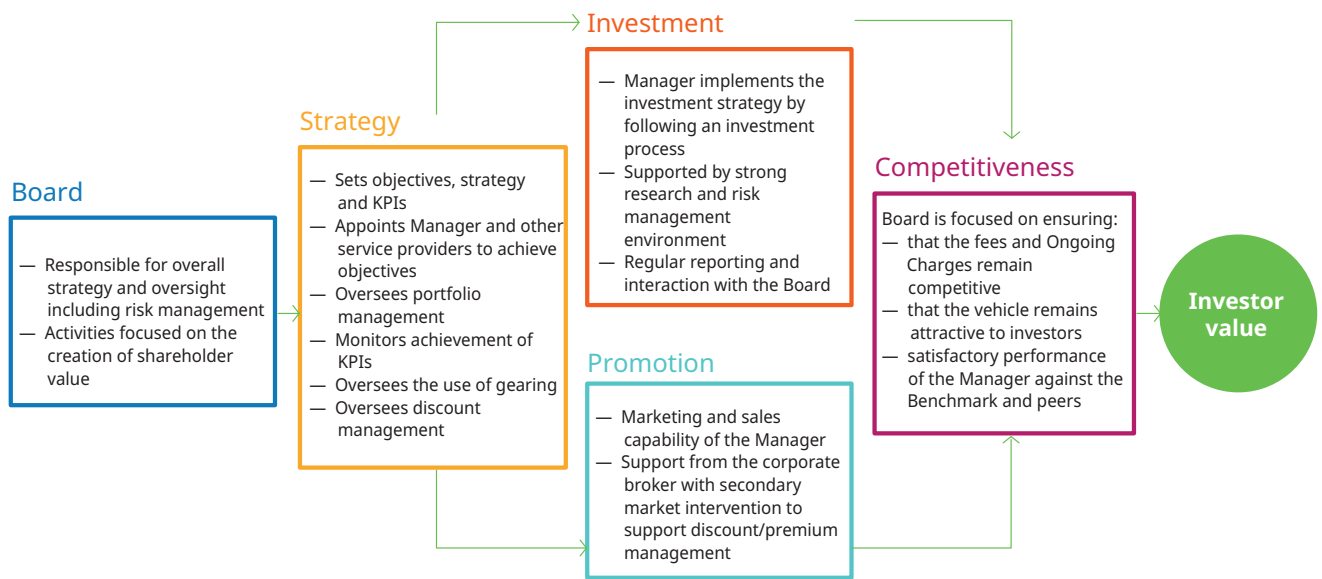 Board
— Responsible for overall
strategy and oversight
including risk management
— Activities focused on the
creation of shareholder
value
Strategy
— Sets objectives, strategy
and KPIs
— Appoints Manager and other
service providers to achieve
objectives
— Oversees portfolio
management
— Monitors achievement of
KPIs
— Oversees the use of gearing
— Oversees discount
management
Investment
— Manager implements the
investment strategy by
following an investment
process
— Supported by strong
research and risk
management
environment
— Regular reporting and
interaction with the Board
Promotion
— Marketing and sales
capability of the Manager
— Support from the corporate
broker with secondary
market intervention to
support discount/premium
management
Competitiveness
Board is focused on ensuring:
— that the fees and Ongoing
Charges remain
competitive
— that the vehicle remains
attractive to investors
— satisfactory performance
of the Manager against the
Benchmark and peers
Investor
value